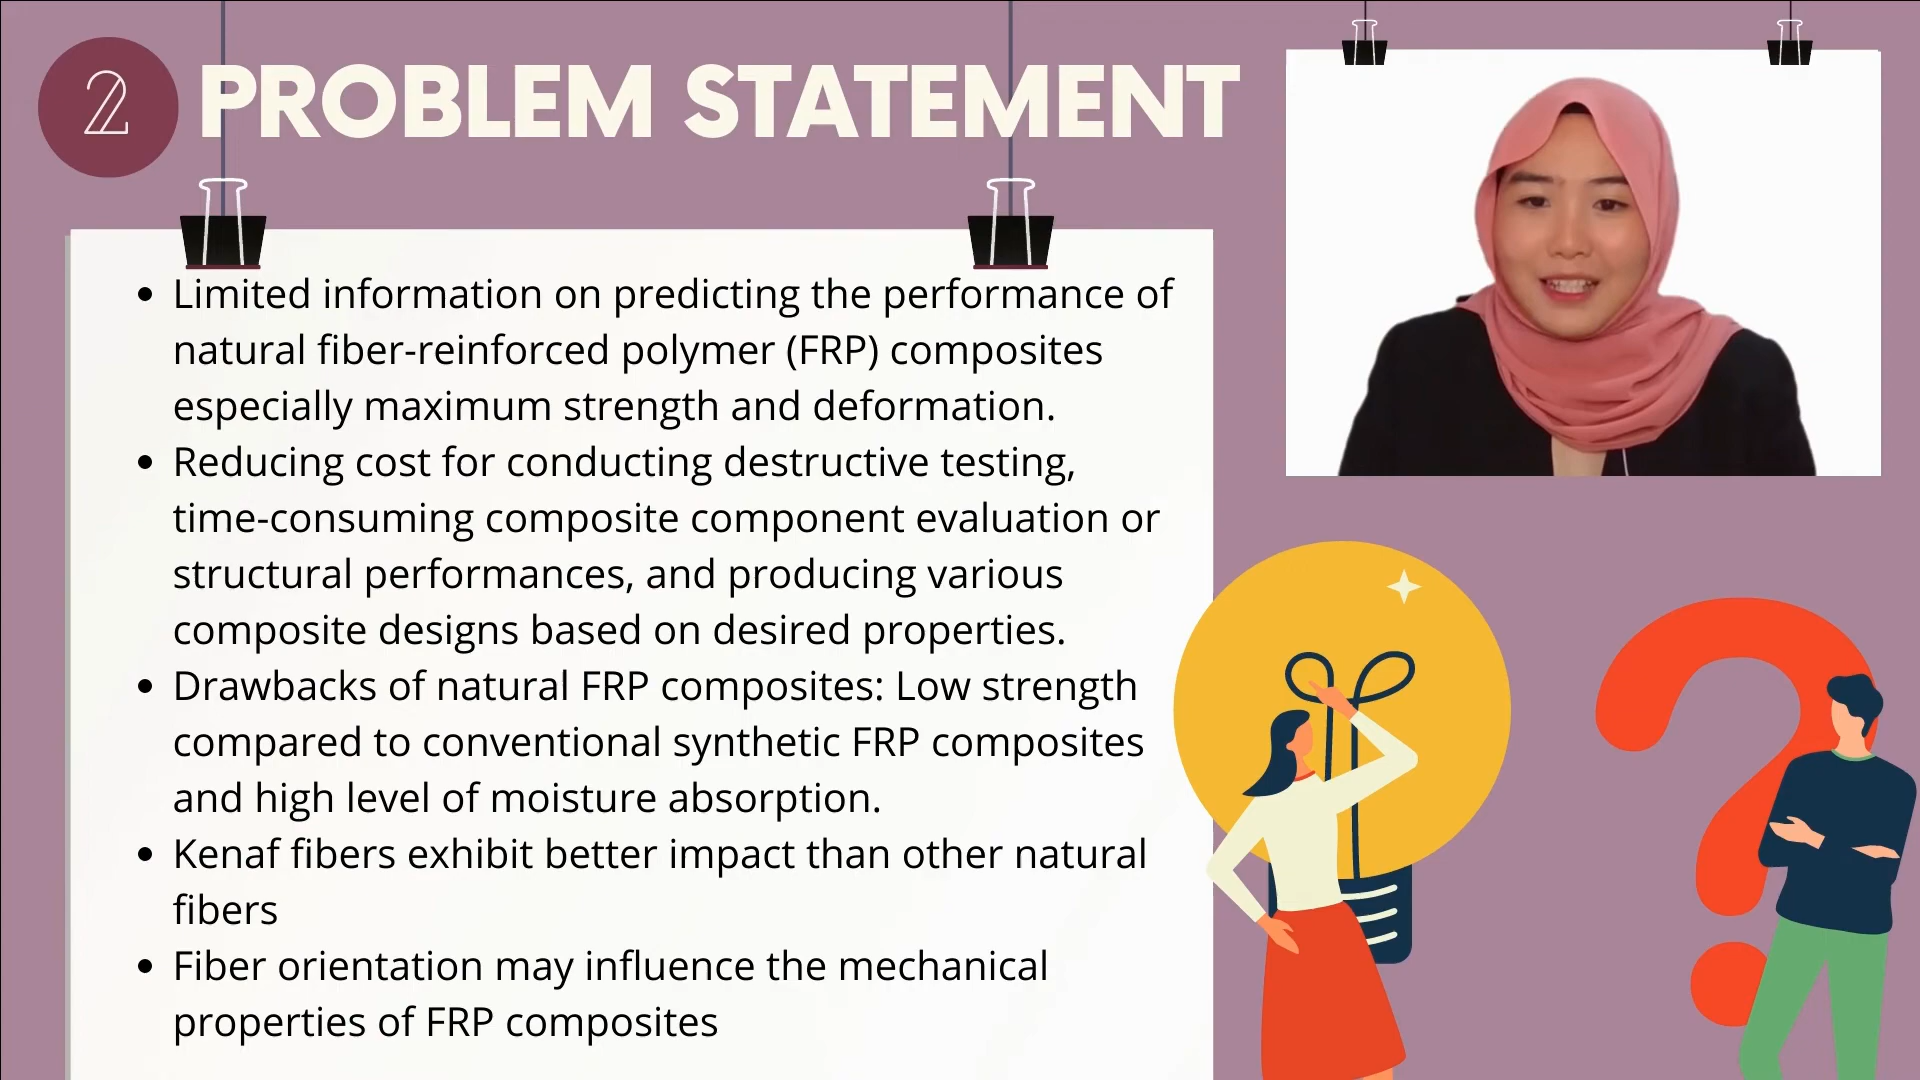 2 PROBLEM STATEMENT
• Limited information on predicting the performance of
natural fiber-reinforced polymer (FRP) composites
especially maximum strength and deformation.
• Reducing cost for conducting destructive testing,
time-consuming composite component evaluation or
structural performances, and producing various
composite designs based on desired properties.
• Drawbacks of natural FRP composites: Low strength
compared to conventional synthetic FRP composites
and high level of moisture absorption.
• Kenaf fibers exhibit better impact than other natural
fibers
• Fiber orientation may influence the mechanical
properties of FRP composites
?